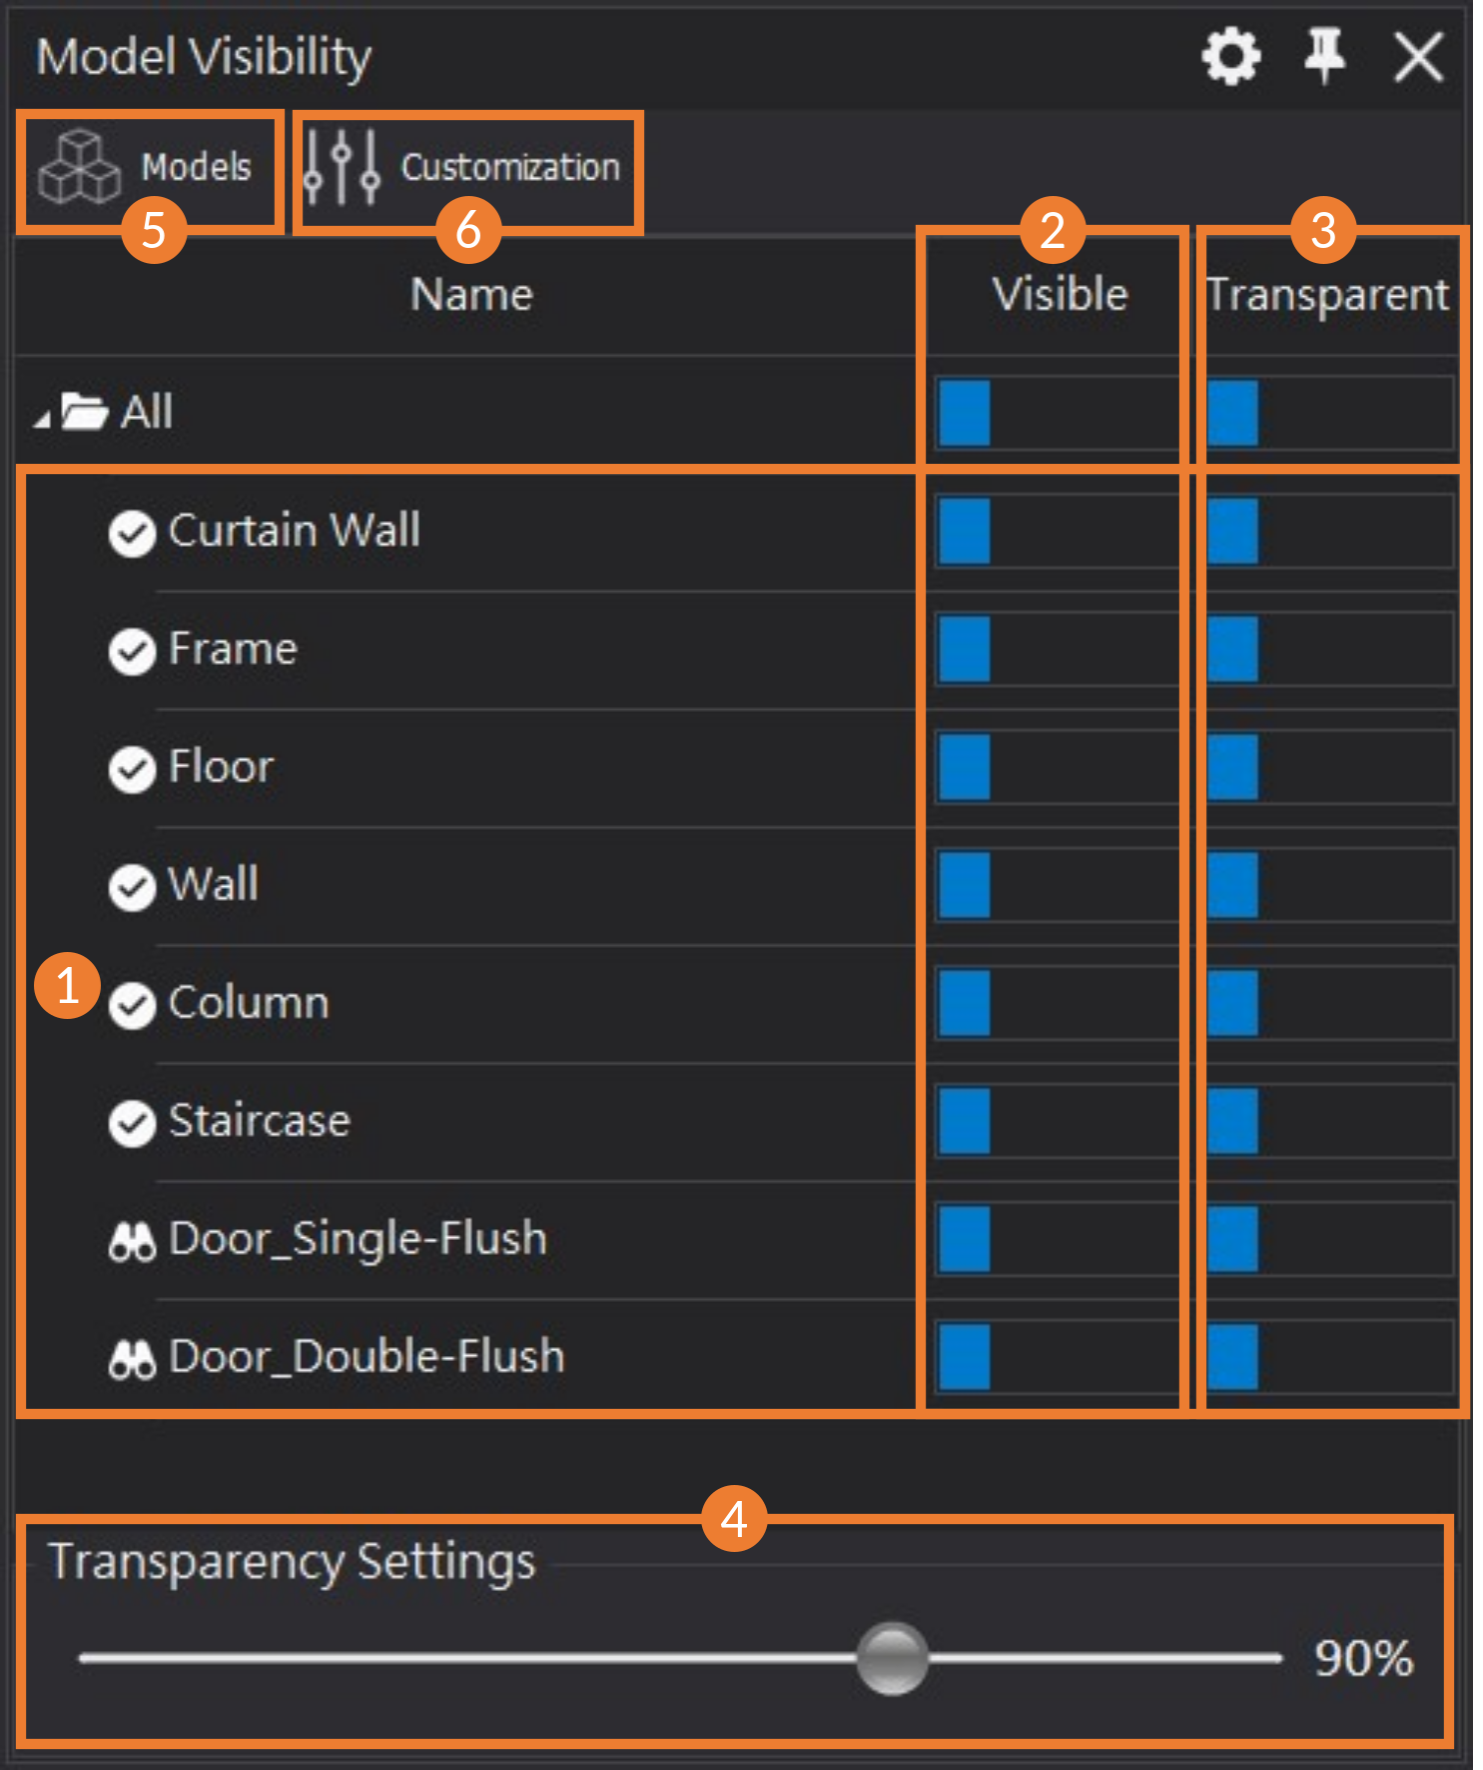 Model Visibility
Models
Customization
5
6
2
3
Name
Visible
Transparent
All
Curtain Wall
Frame
Floor
Wall
1
Column
Staircase
Door_Single-Flush
Door_Double-Flush
4
Transparency Settings
90%